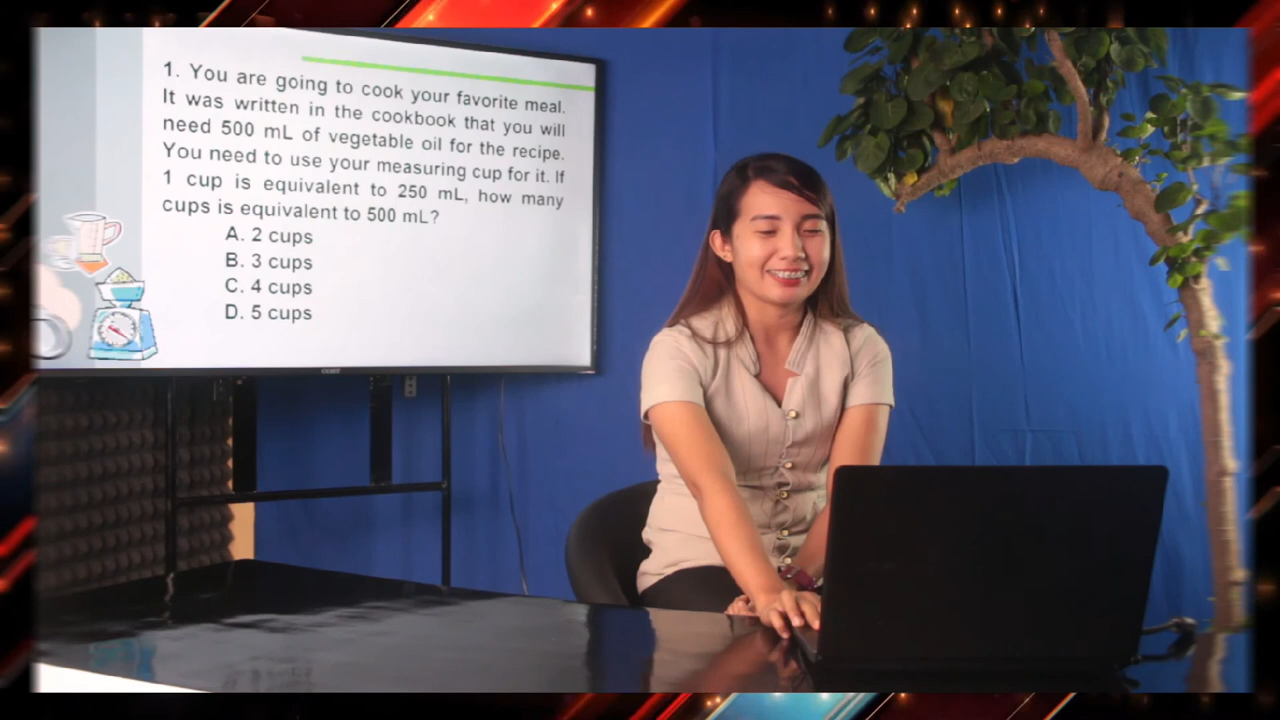 1. You are going to cook your favorite meal.
It was written in the cookbook that you will
need 500 mL of vegetable oil for the recipe.
You need to use your measuring cup for it. If
1 cup is equivalent to 250 mL, how many
cups is equivalent to 500 mL?
A. 2 cups
B. 3 cups
C. 4 cups
D. 5 cups